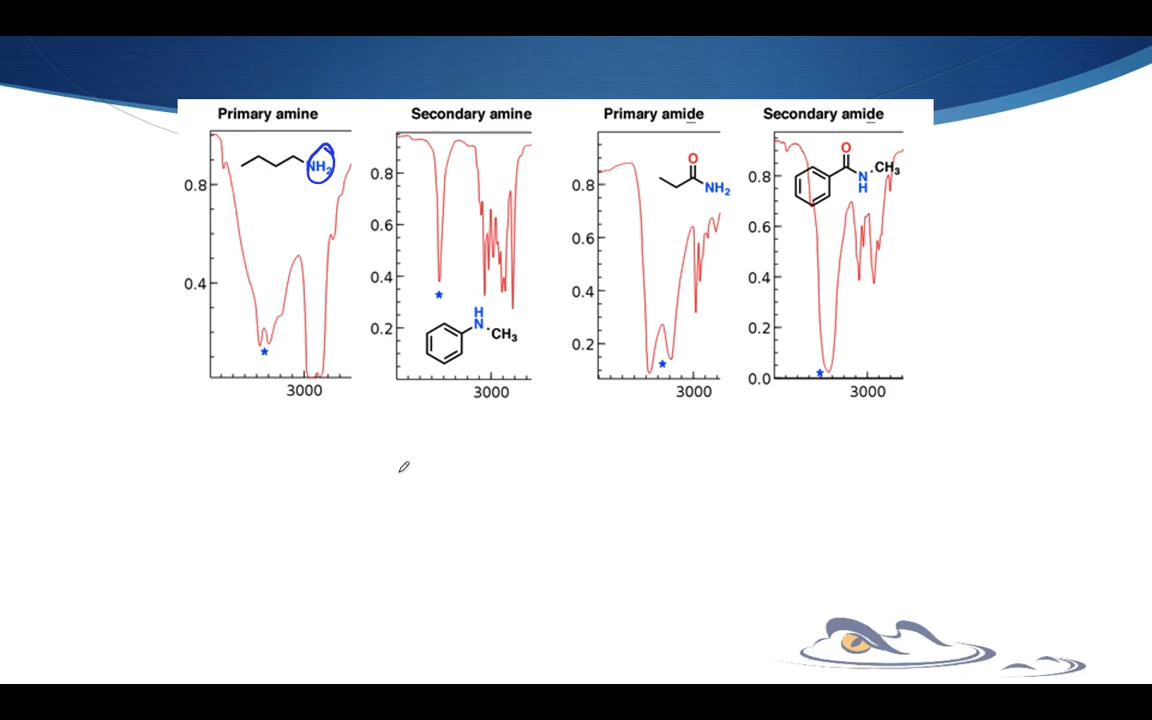 Primary amine
0.8
0.4
3000
NH2
Secondary amine
0.8
0.6
0.4
0.2
3000
*
H
N
CH3
Primary amide
0.8
0.6
0.4
0.2
3000
O
NH2
*
Secondary amide
0.8
0.6
0.4
0.2
0.0
3000
O
N
H
CH3
*